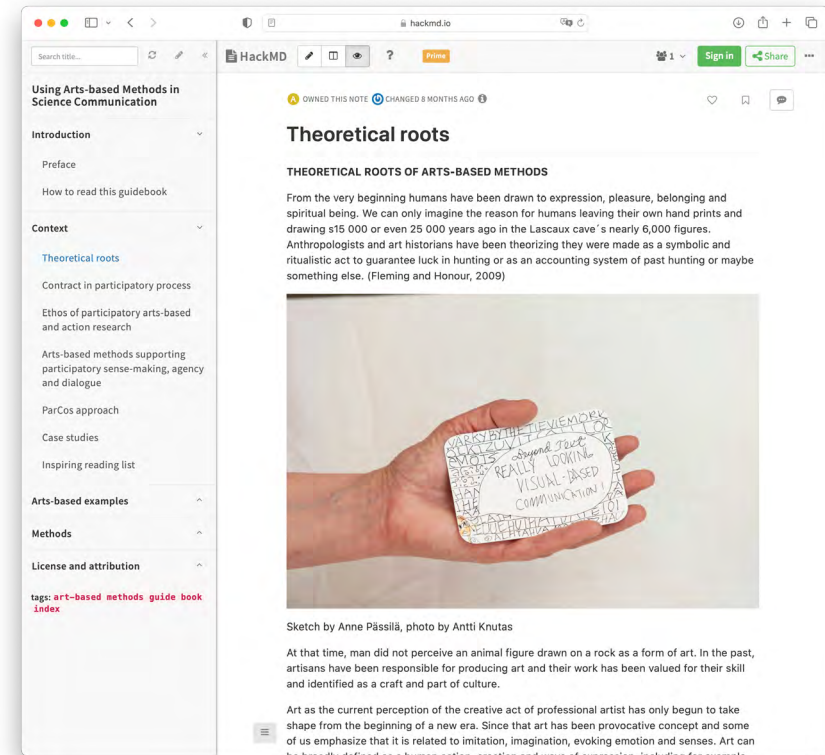 hackmd.io
Search title...
HackMD
?
Prime
1
Sign in
Share
Using Arts-based Methods in
Science Communication
Introduction
Preface
How to read this guidebook
Context
Theoretical roots
Contract in participatory process
Ethos of participatory arts-based
and action research
Arts-based methods supporting
participatory sense-making, agency
and dialogue
ParCos approach
Case studies
Inspiring reading list
Arts-based examples
Methods
License and attribution
tags: art-based methods guide book
index
A OWNED THIS NOTE CHANGED 8 MONTHS AGO
Theoretical roots
THEORETICAL ROOTS OF ARTS-BASED METHODS
From the very beginning humans have been drawn to expression, pleasure, belonging and
spiritual being. We can only imagine the reason for humans leaving their own hand prints and
drawing s15 000 or even 25 000 years ago in the Lascaux cave´s nearly 6,000 figures.
Anthropologists and art historians have been theorizing they were made as a symbolic and
ritualistic act to guarantee luck in hunting or as an accounting system of past hunting or maybe
something else. (Fleming and Honour, 2009)
Beyond Text
REALLY LOOKING
VISUAL-BASED
COMMUNICATION!
Sketch by Anne Pässilä, photo by Antti Knutas
At that time, man did not perceive an animal figure drawn on a rock as a form of art. In the past,
artisans have been responsible for producing art and their work has been valued for their skill
and identified as a craft and part of culture.
Art as the current perception of the creative act of professional artist has only begun to take
shape from the beginning of a new era. Since that art has been provocative concept and some
of us emphasize that it is related to imitation, imagination, evoking emotion and senses. Art can